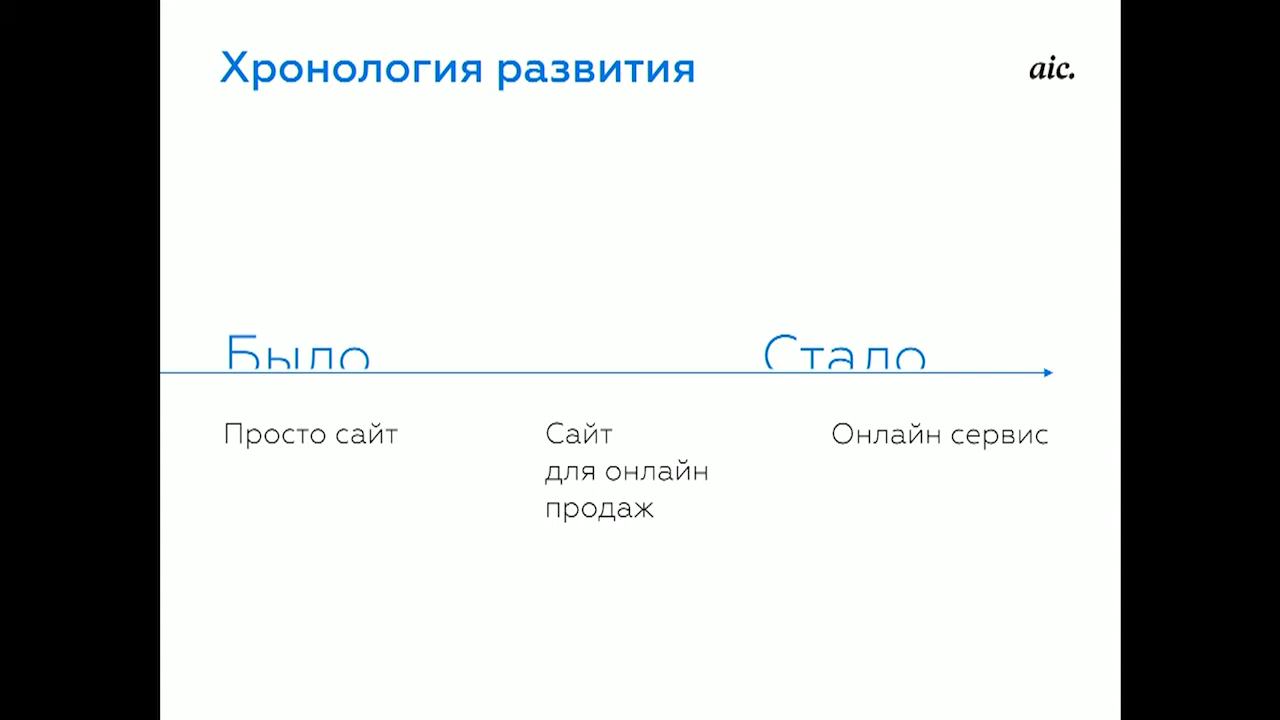 Хронология развития
aic.
Было
Стало
Просто сайт
Сайт
для онлайн
продаж
Онлайн сервис